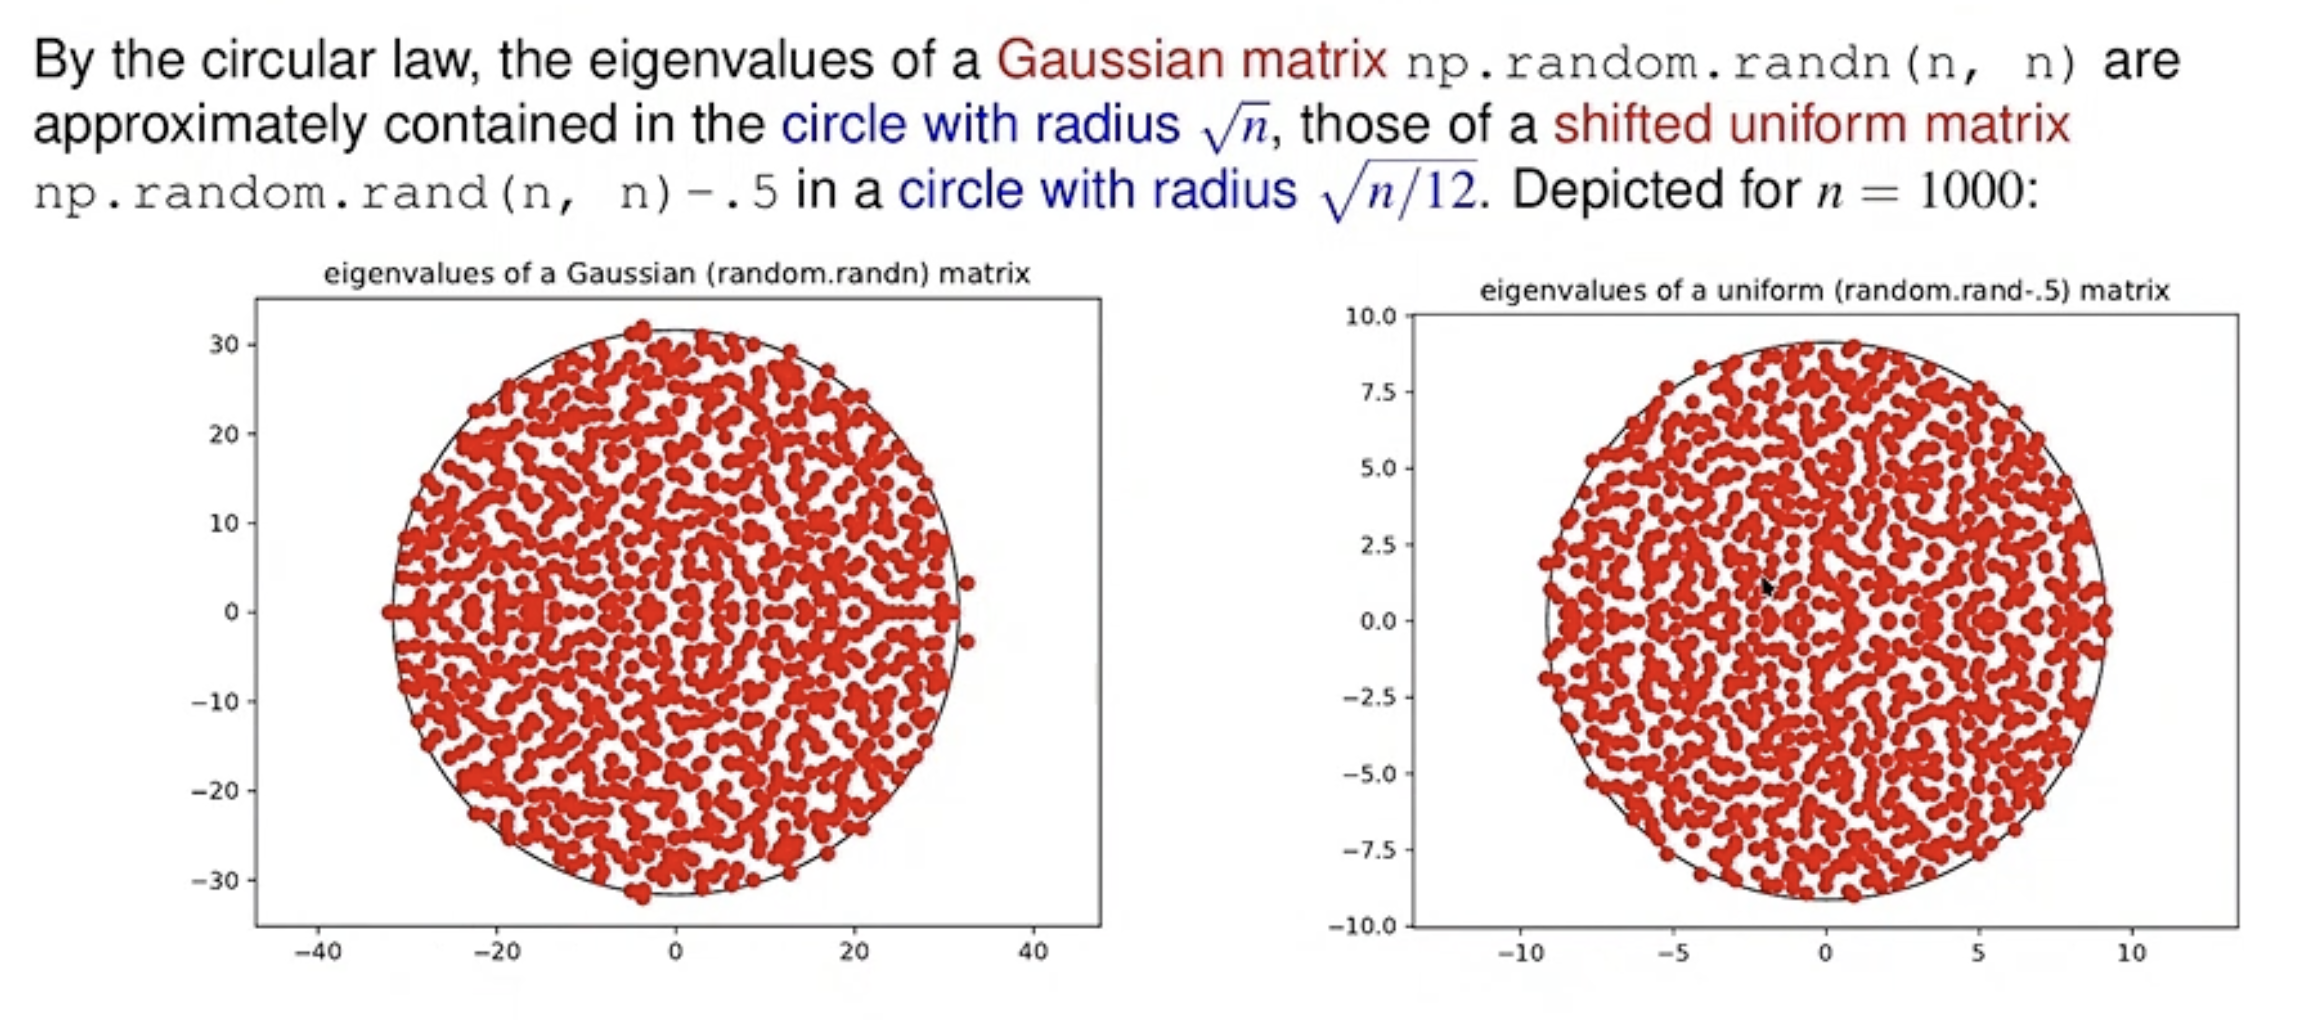 By the circular law, the eigenvalues of a Gaussian matrix np.random.randn(n, n) are
approximately contained in the circle with radius √n, those of a shifted uniform matrix
np.random.rand(n, n)-.5 in a circle with radius √n/12. Depicted for n = 1000:
eigenvalues of a Gaussian (random.randn) matrix
30
20
10
0
−10
−20
−30
−40 −20 0 20 40
eigenvalues of a uniform (random.rand-.5) matrix
10.0
7.5
5.0
2.5
0.0
−2.5
−5.0
−7.5
−10.0
−10 −5 0 5 10